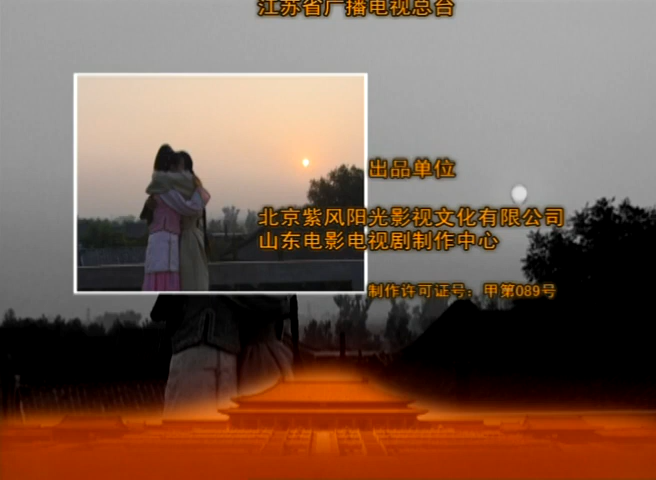 江苏省广播电视总台
出品单位
北京紫风阳光影视文化有限公司
山东电影电视剧制作中心
制作许可证号：甲第089号